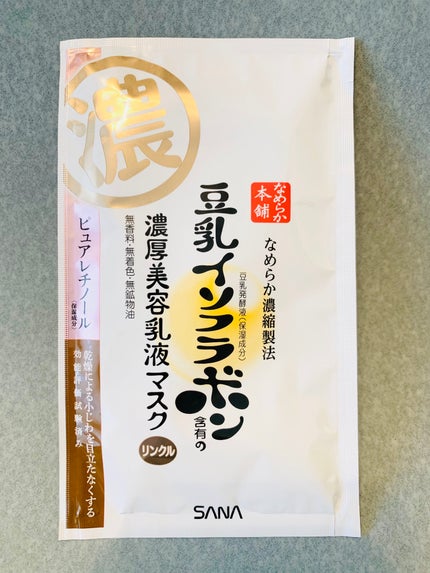 濃
なめらか
本舗
なめらか濃縮製法
豆乳発酵液(保湿成分)
豆乳イソフラボン
含有の
濃厚美容乳液マスク
リンクル
無香料・無着色・無鉱物油
ピュアレチノール
(保湿成分)
乾燥による小じわを目立たなくする
効能評価試験済み
SANA